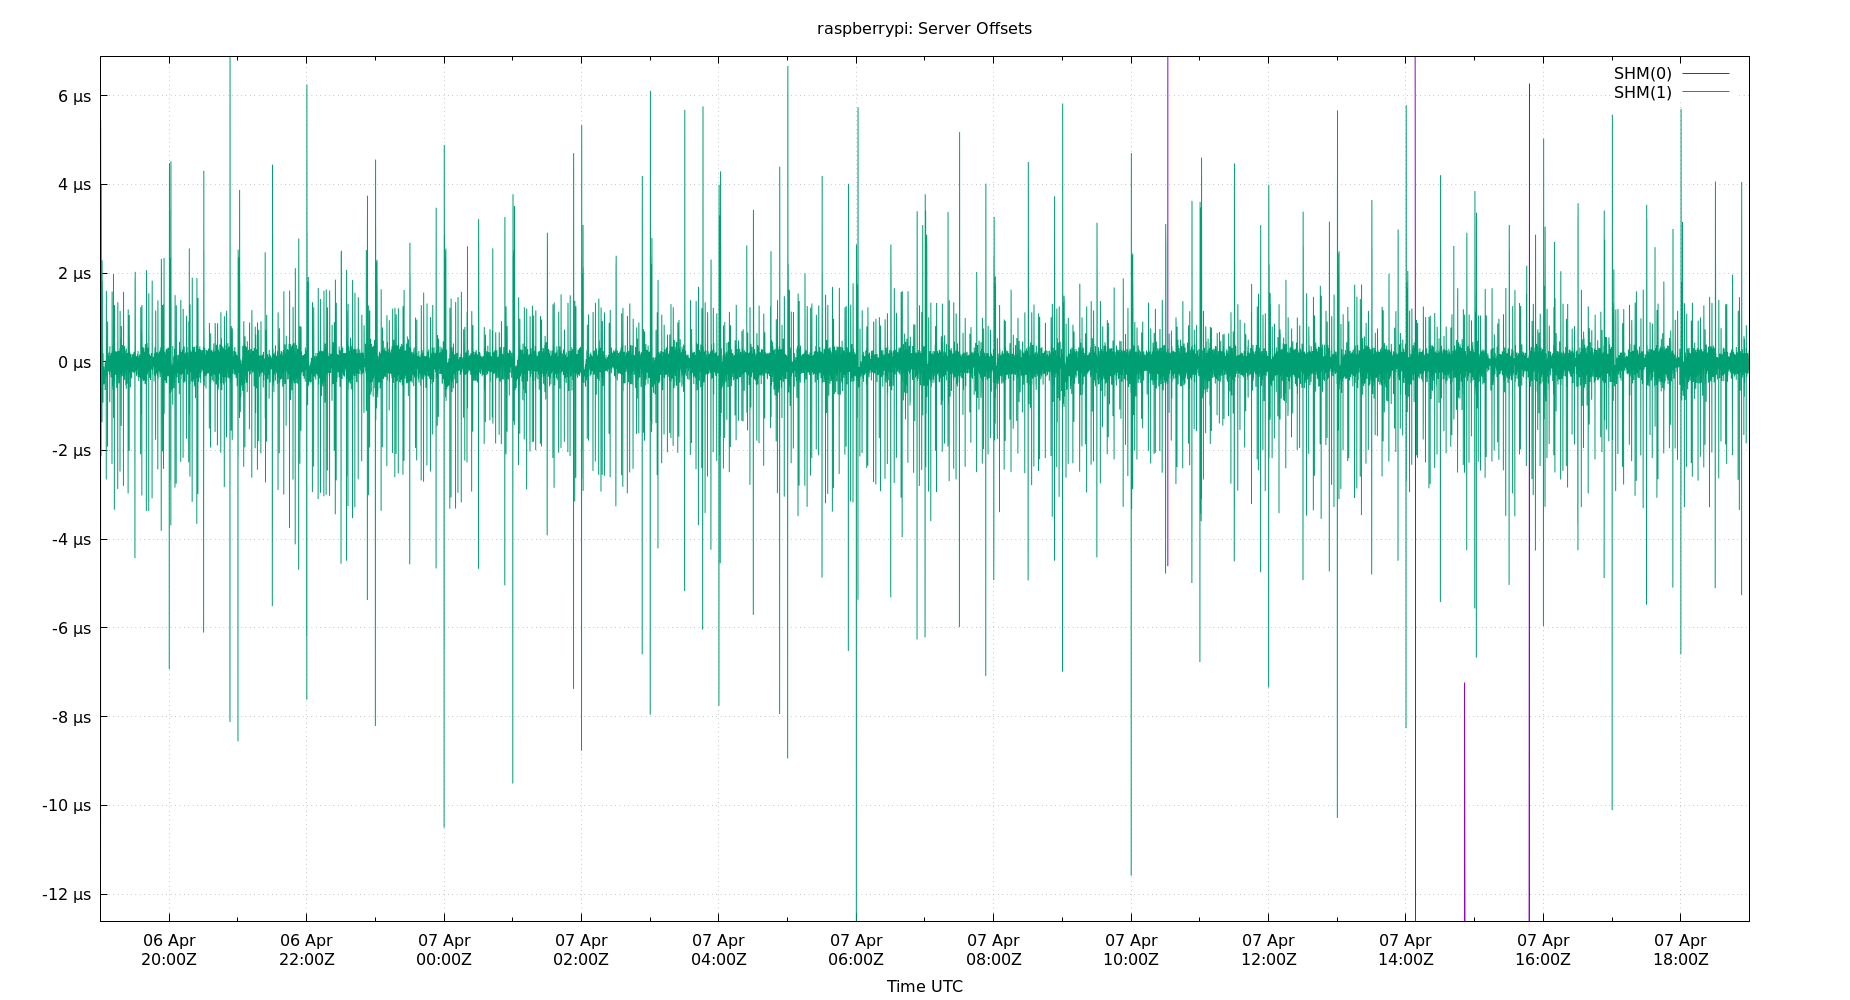 raspberrypi: Server Offsets
SHM(0)
SHM(1)
6 µs
4 µs
2 µs
0 µs
-2 µs
-4 µs
-6 µs
-8 µs
-10 µs
-12 µs
06 Apr 06 Apr 07 Apr 07 Apr 07 Apr 07 Apr 07 Apr 07 Apr 07 Apr 07 Apr 07 Apr 07 Apr
20:00Z 22:00Z 00:00Z 02:00Z 04:00Z 06:00Z 08:00Z 10:00Z 12:00Z 14:00Z 16:00Z 18:00Z
Time UTC